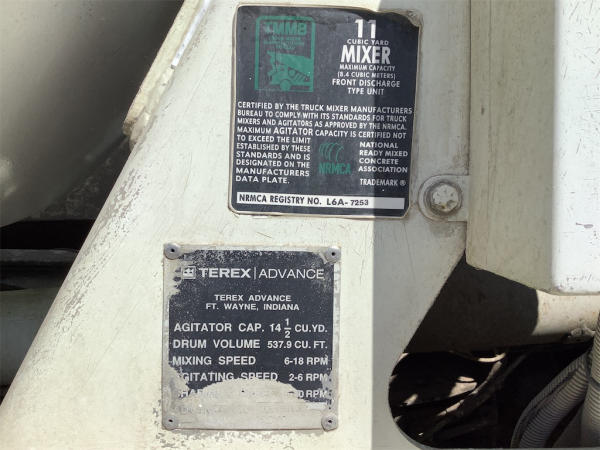 TMMB
11
CUBIC YARD
MIXER
MAXIMUM CAPACITY
(8.4 CUBIC METERS)
FRONT DISCHARGE
TYPE UNIT
CERTIFIED BY THE TRUCK MIXER MANUFACTURERS
BUREAU TO COMPLY WITH ITS STANDARDS FOR TRUCK
MIXERS AND AGITATORS AS APPROVED BY THE NRMCA.
MAXIMUM AGITATOR CAPACITY IS CERTIFIED NOT
TO EXCEED THE LIMIT
ESTABLISHED BY THESE
STANDARDS AND IS
DESIGNATED ON THE
MANUFACTURERS
DATA PLATE.
NRMCA
NATIONAL
READY MIXED
CONCRETE
ASSOCIATION
TRADEMARK ®
NRMCA REGISTRY NO. L6A-7253
TEREX | ADVANCE
TEREX ADVANCE
FT. WAYNE, INDIANA
AGITATOR CAP. 14 1/2 CU.YD.
DRUM VOLUME 537.9 CU. FT.
MIXING SPEED 6-18 RPM
AGITATING SPEED 2-6 RPM
RPM